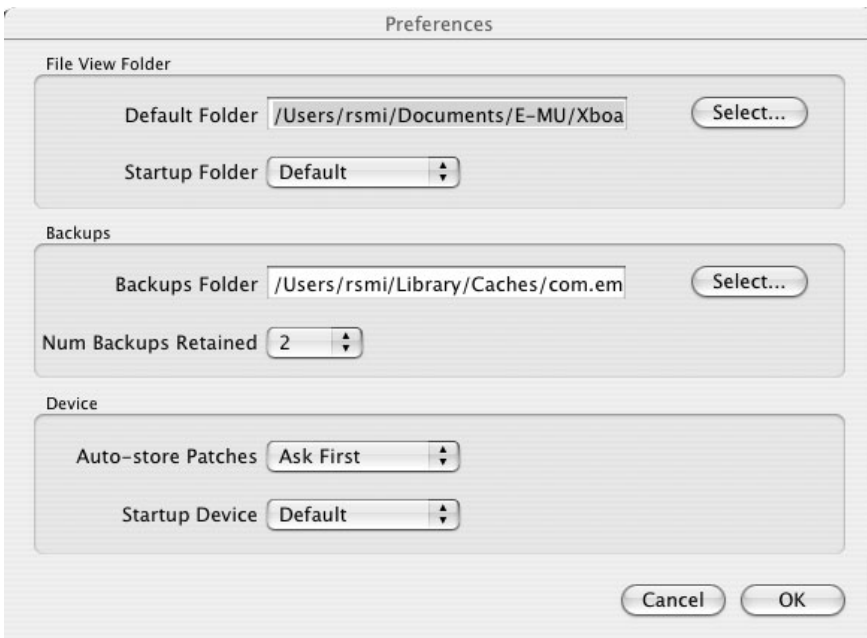 Preferences
File View Folder
Default Folder /Users/rsmi/Documents/E-MU/Xboa Select...
Startup Folder Default
Backups
Backups Folder /Users/rsmi/Library/Caches/com.em Select...
Num Backups Retained 2
Device
Auto-store Patches Ask First
Startup Device Default
Cancel OK